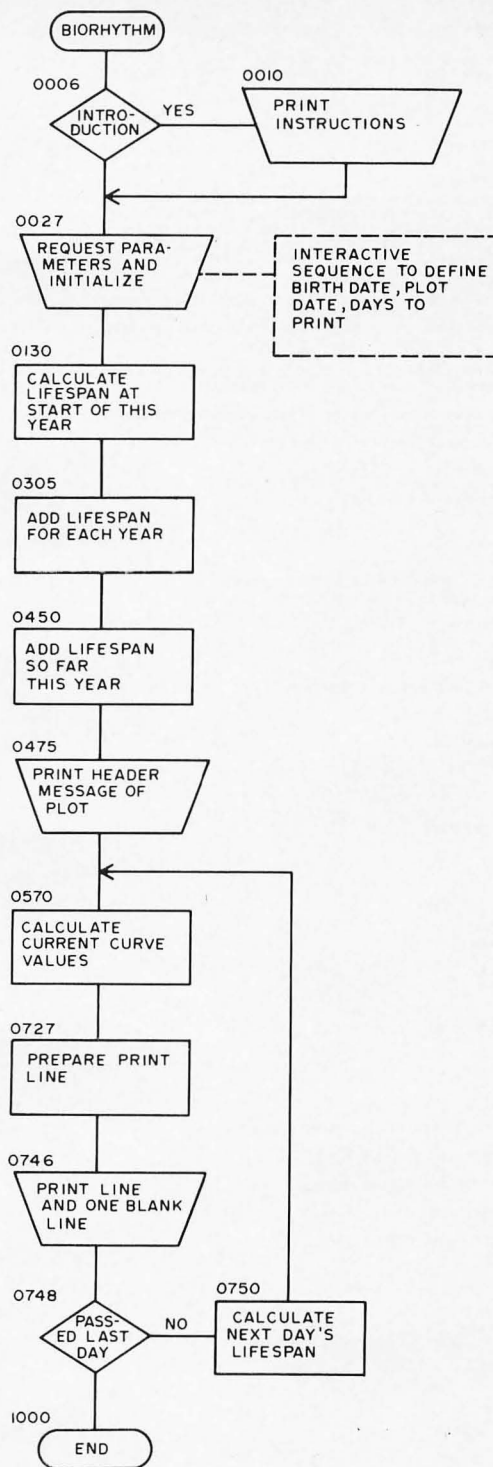 BIORHYTHM
0006
INTRO-
DUCTION
YES
0010
PRINT
INSTRUCTIONS
0027
REQUEST PARA-
METERS AND
INITIALIZE
INTERACTIVE
SEQUENCE TO DEFINE
BIRTH DATE, PLOT
DATE, DAYS TO
PRINT
0130
CALCULATE
LIFESPAN AT
START OF THIS
YEAR
0305
ADD LIFESPAN
FOR EACH YEAR
0450
ADD LIFESPAN
SO FAR
THIS YEAR
0475
PRINT HEADER
MESSAGE OF
PLOT
0570
CALCULATE
CURRENT CURVE
VALUES
0727
PREPARE PRINT
LINE
0746
PRINT LINE
AND ONE BLANK
LINE
0748
PASS-
ED LAST
DAY
NO
0750
CALCULATE
NEXT DAY'S
LIFESPAN
1000
END